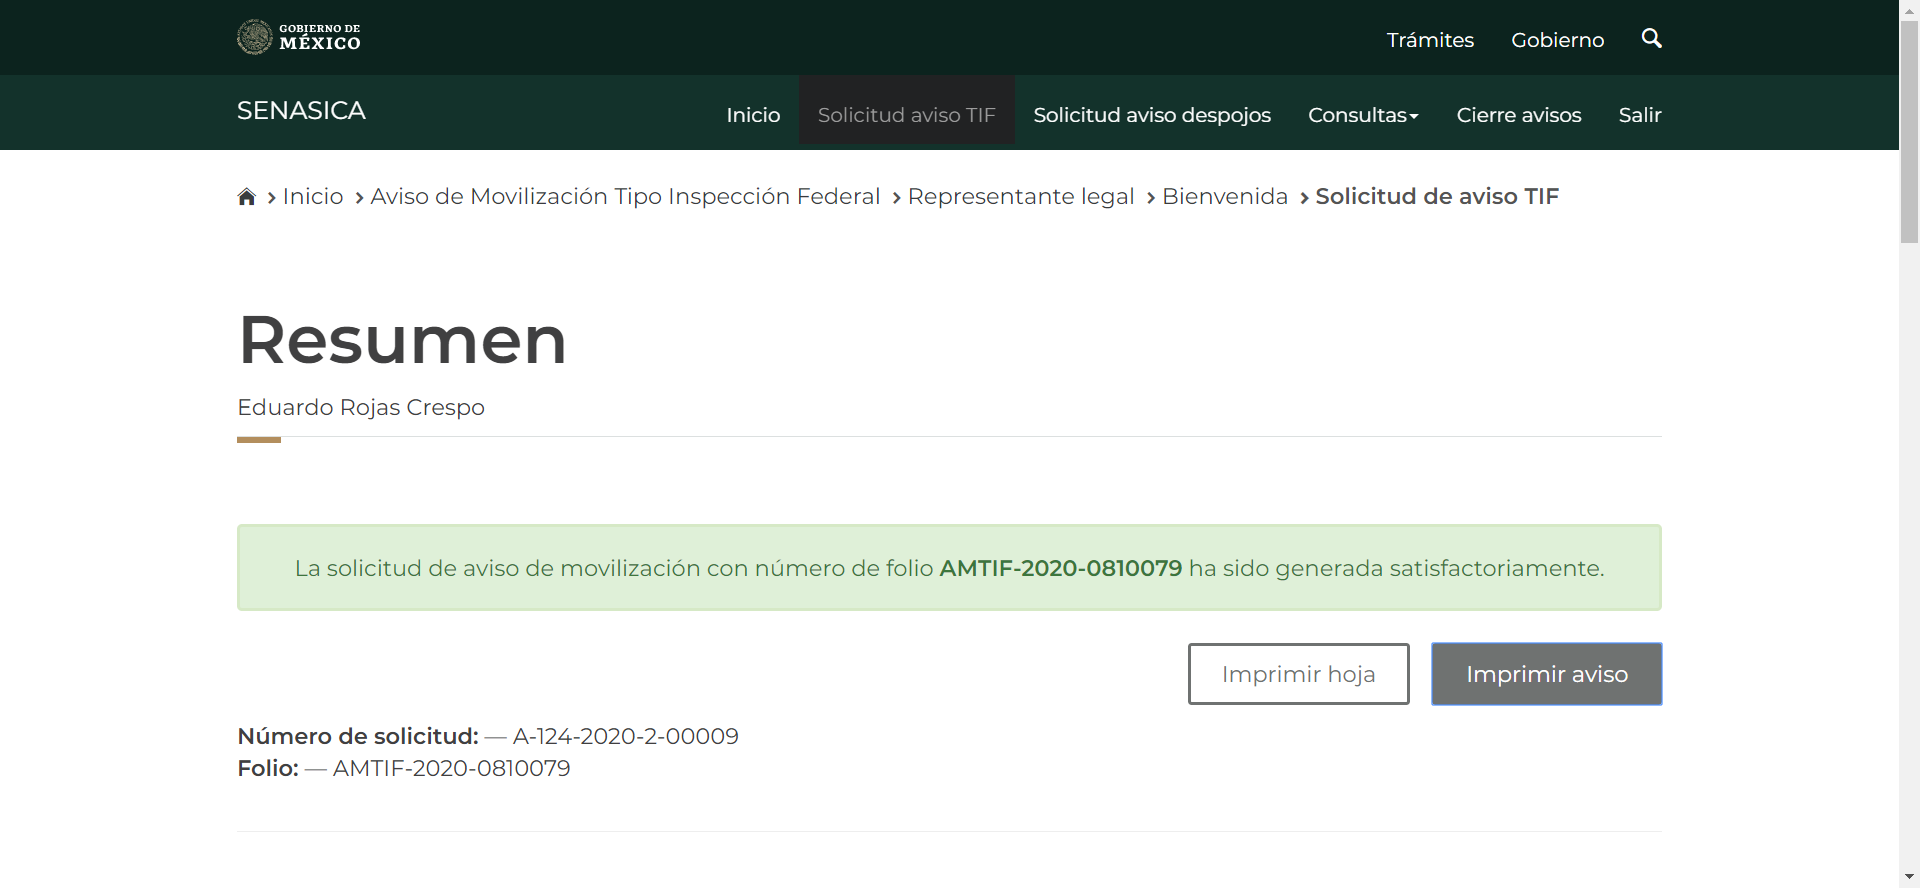 GOBIERNO DE
MÉXICO
Trámites Gobierno
SENASICA
Inicio Solicitud aviso TIF Solicitud aviso despojos Consultas Cierre avisos Salir
Inicio Aviso de Movilización Tipo Inspección Federal Representante legal Bienvenida Solicitud de aviso TIF
Resumen
Eduardo Rojas Crespo
La solicitud de aviso de movilización con número de folio AMTIF-2020-0810079 ha sido generada satisfactoriamente.
Imprimir hoja Imprimir aviso
Número de solicitud: — A-124-2020-2-00009
Folio: — AMTIF-2020-0810079